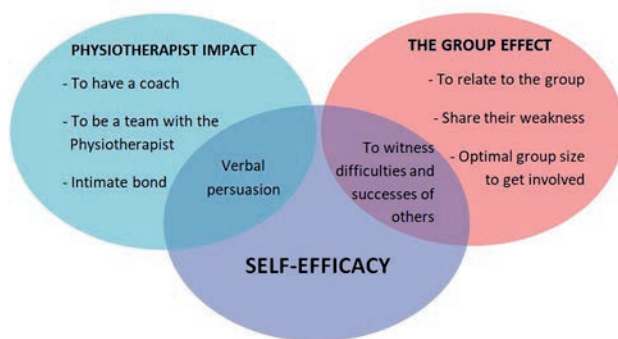 PHYSIOTHERAPIST IMPACT
- To have a coach
- To be a team with the
Physiotherapist
- Intimate bond
Verbal
persuasion
THE GROUP EFFECT
- To relate to the group
- Share their weakness
- Optimal group size
to get involved
To witness
difficulties and
successes of
others
SELF-EFFICACY